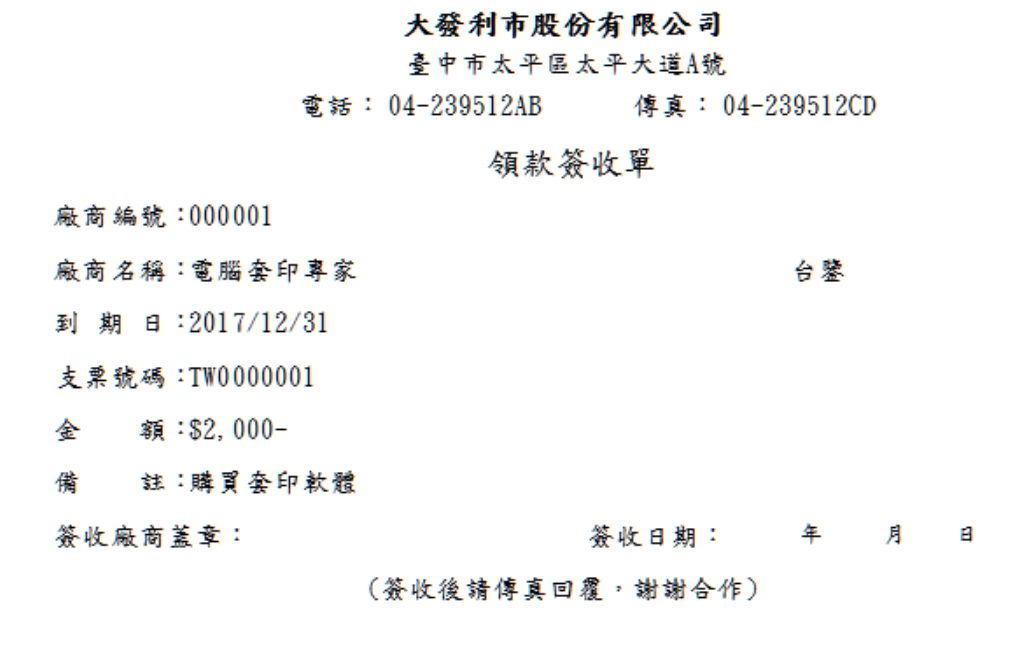 大發利市股份有限公司
臺中市太平區太平大道A號
電話：04-239512AB 傳真：04-239512CD
領款簽收單
廠商編號：000001
廠商名稱：電腦套印專家 台鑒
到 期 日：2017/12/31
支票號碼：TW0000001
金 額：$2,000-
備 註：購買套印軟體
簽收廠商蓋章： 簽收日期： 年 月 日
（簽收後請傳真回覆，謝謝合作）